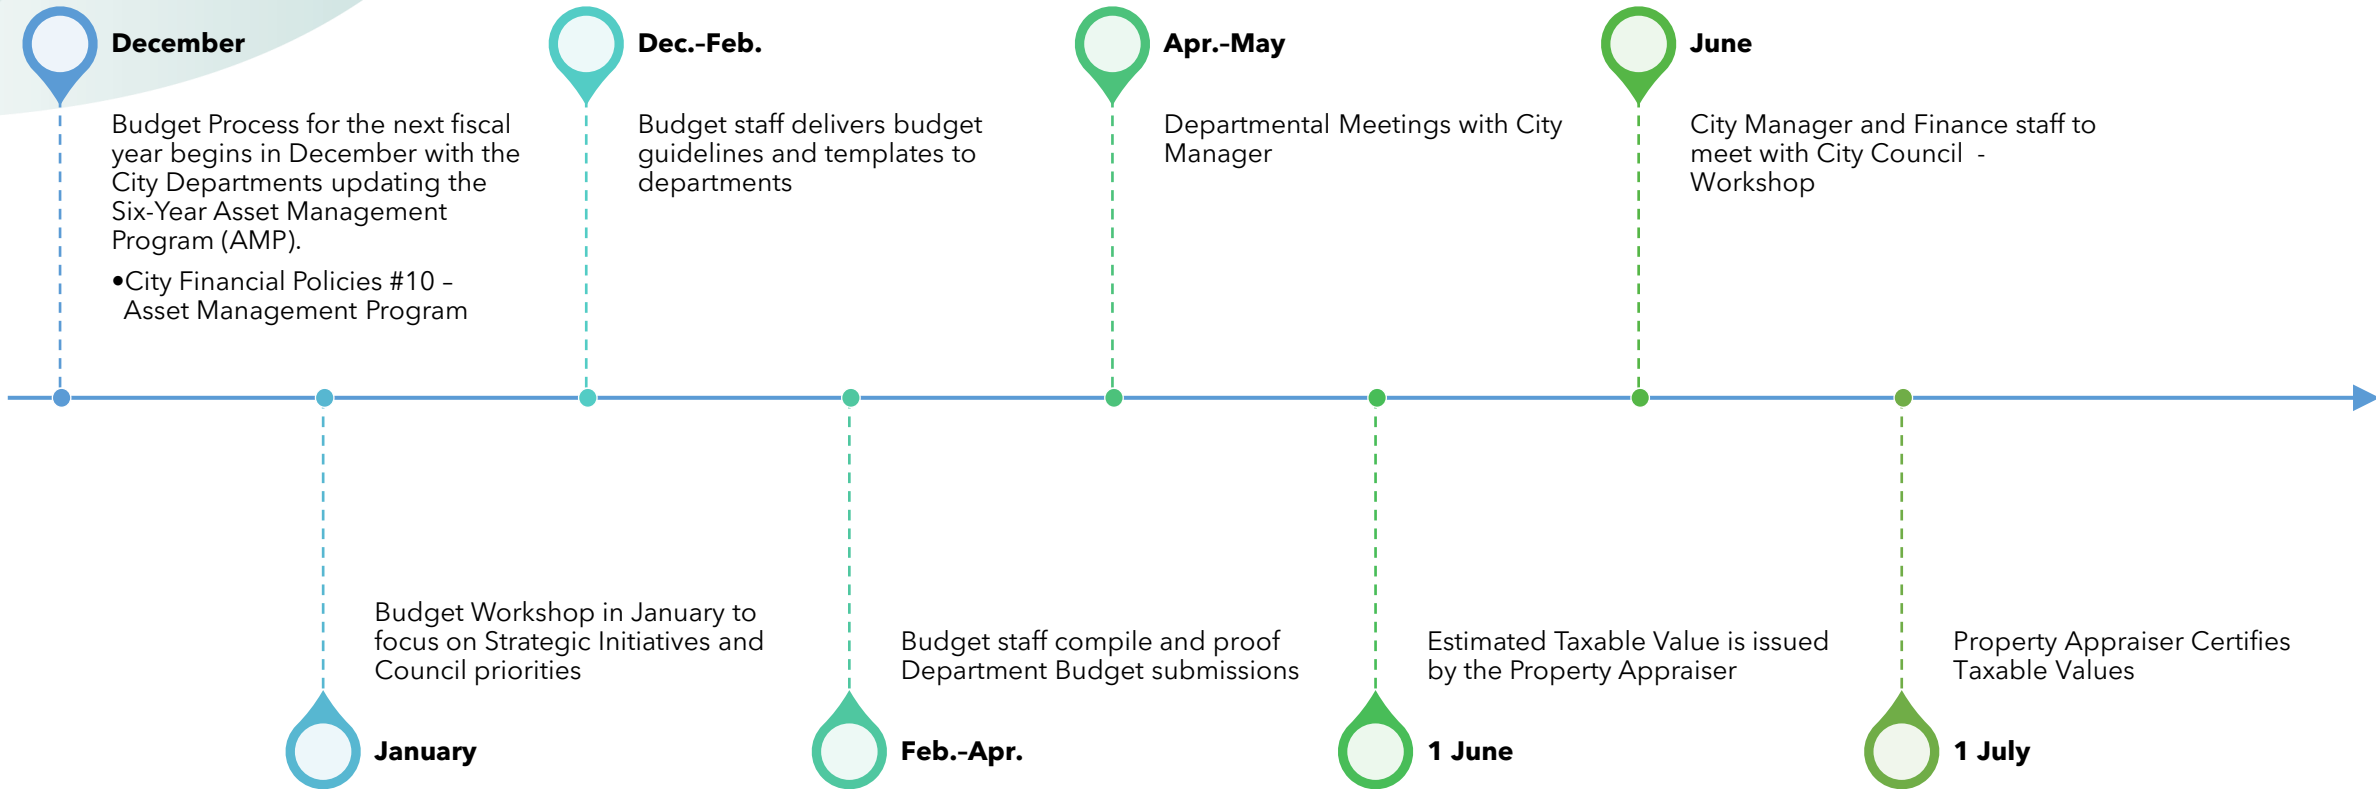 December
Budget Process for the next fiscal
year begins in December with the
City Departments updating the
Six-Year Asset Management
Program (AMP).
•City Financial Policies #10 –
Asset Management Program
Budget Workshop in January to
focus on Strategic Initiatives and
Council priorities
January
Dec.–Feb.
Budget staff delivers budget
guidelines and templates to
departments
Budget staff compile and proof
Department Budget submissions
Feb.–Apr.
Apr.–May
Departmental Meetings with City
Manager
Estimated Taxable Value is issued
by the Property Appraiser
1 June
June
City Manager and Finance staff to
meet with City Council  -
Workshop
Property Appraiser Certifies
Taxable Values
1 July